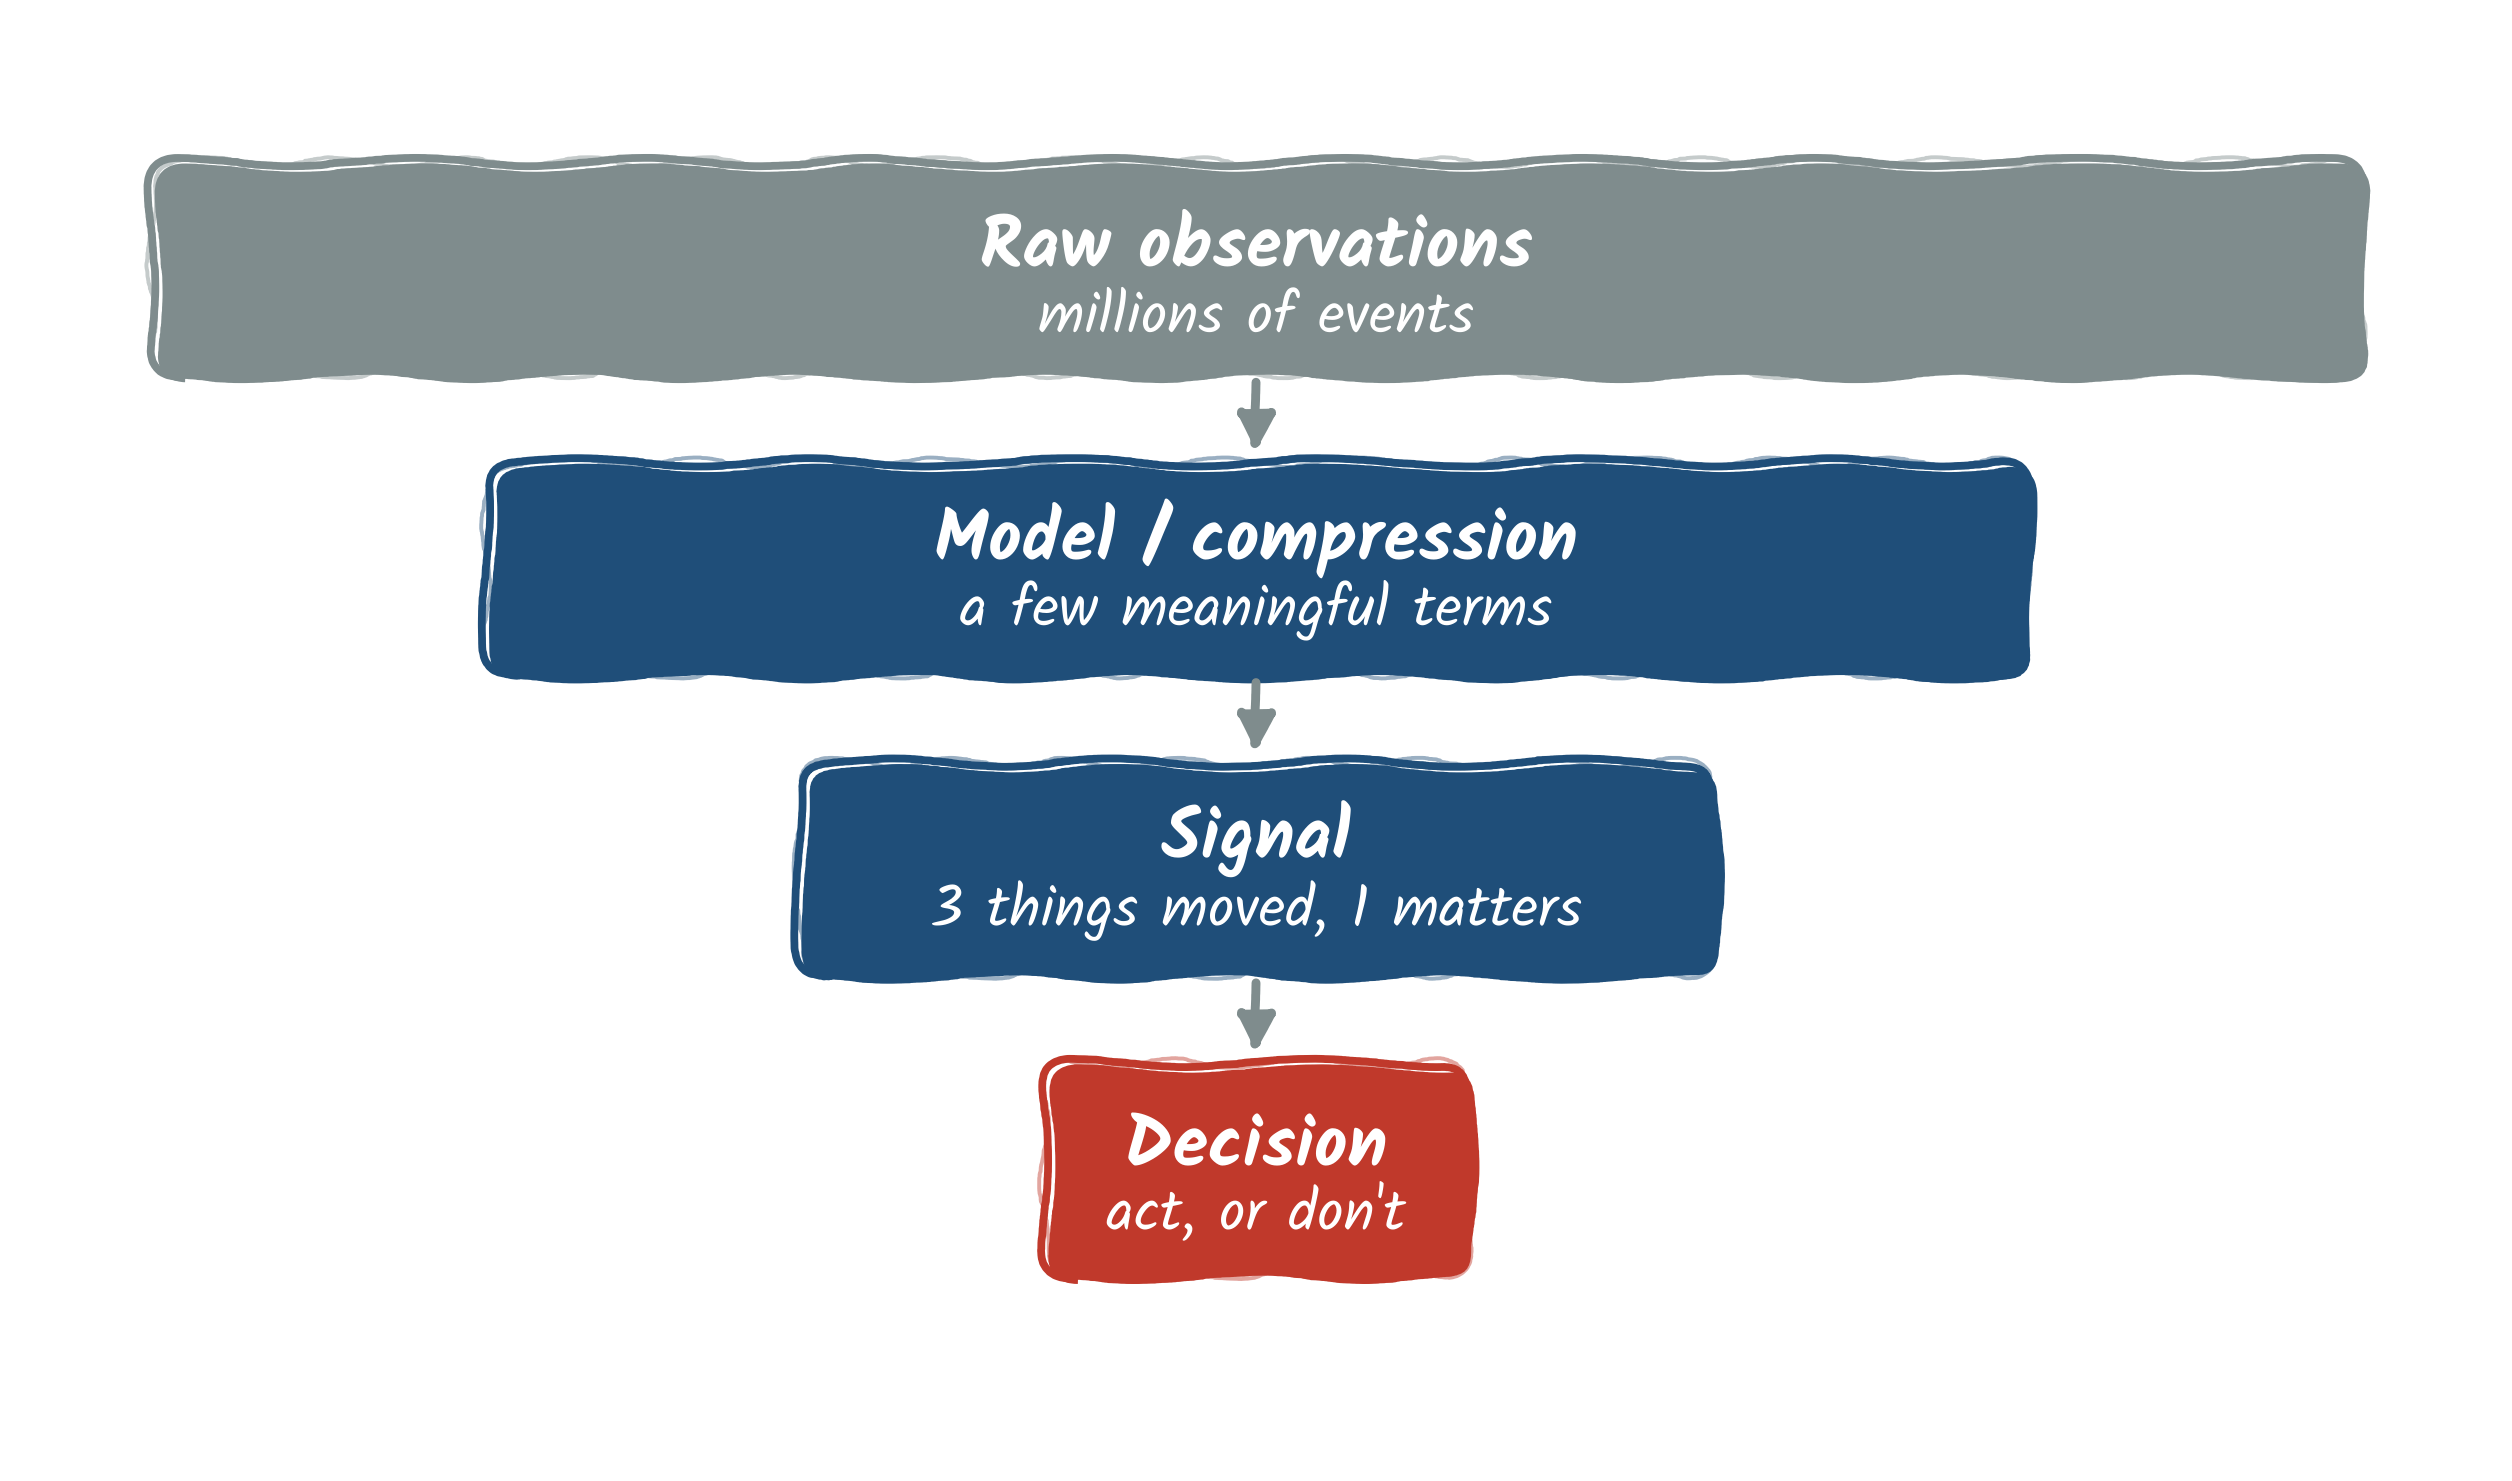 Raw observations
millions of events
Model / compression
a few meaningful terms
Signal
3 things moved, 1 matters
Decision
act, or don't